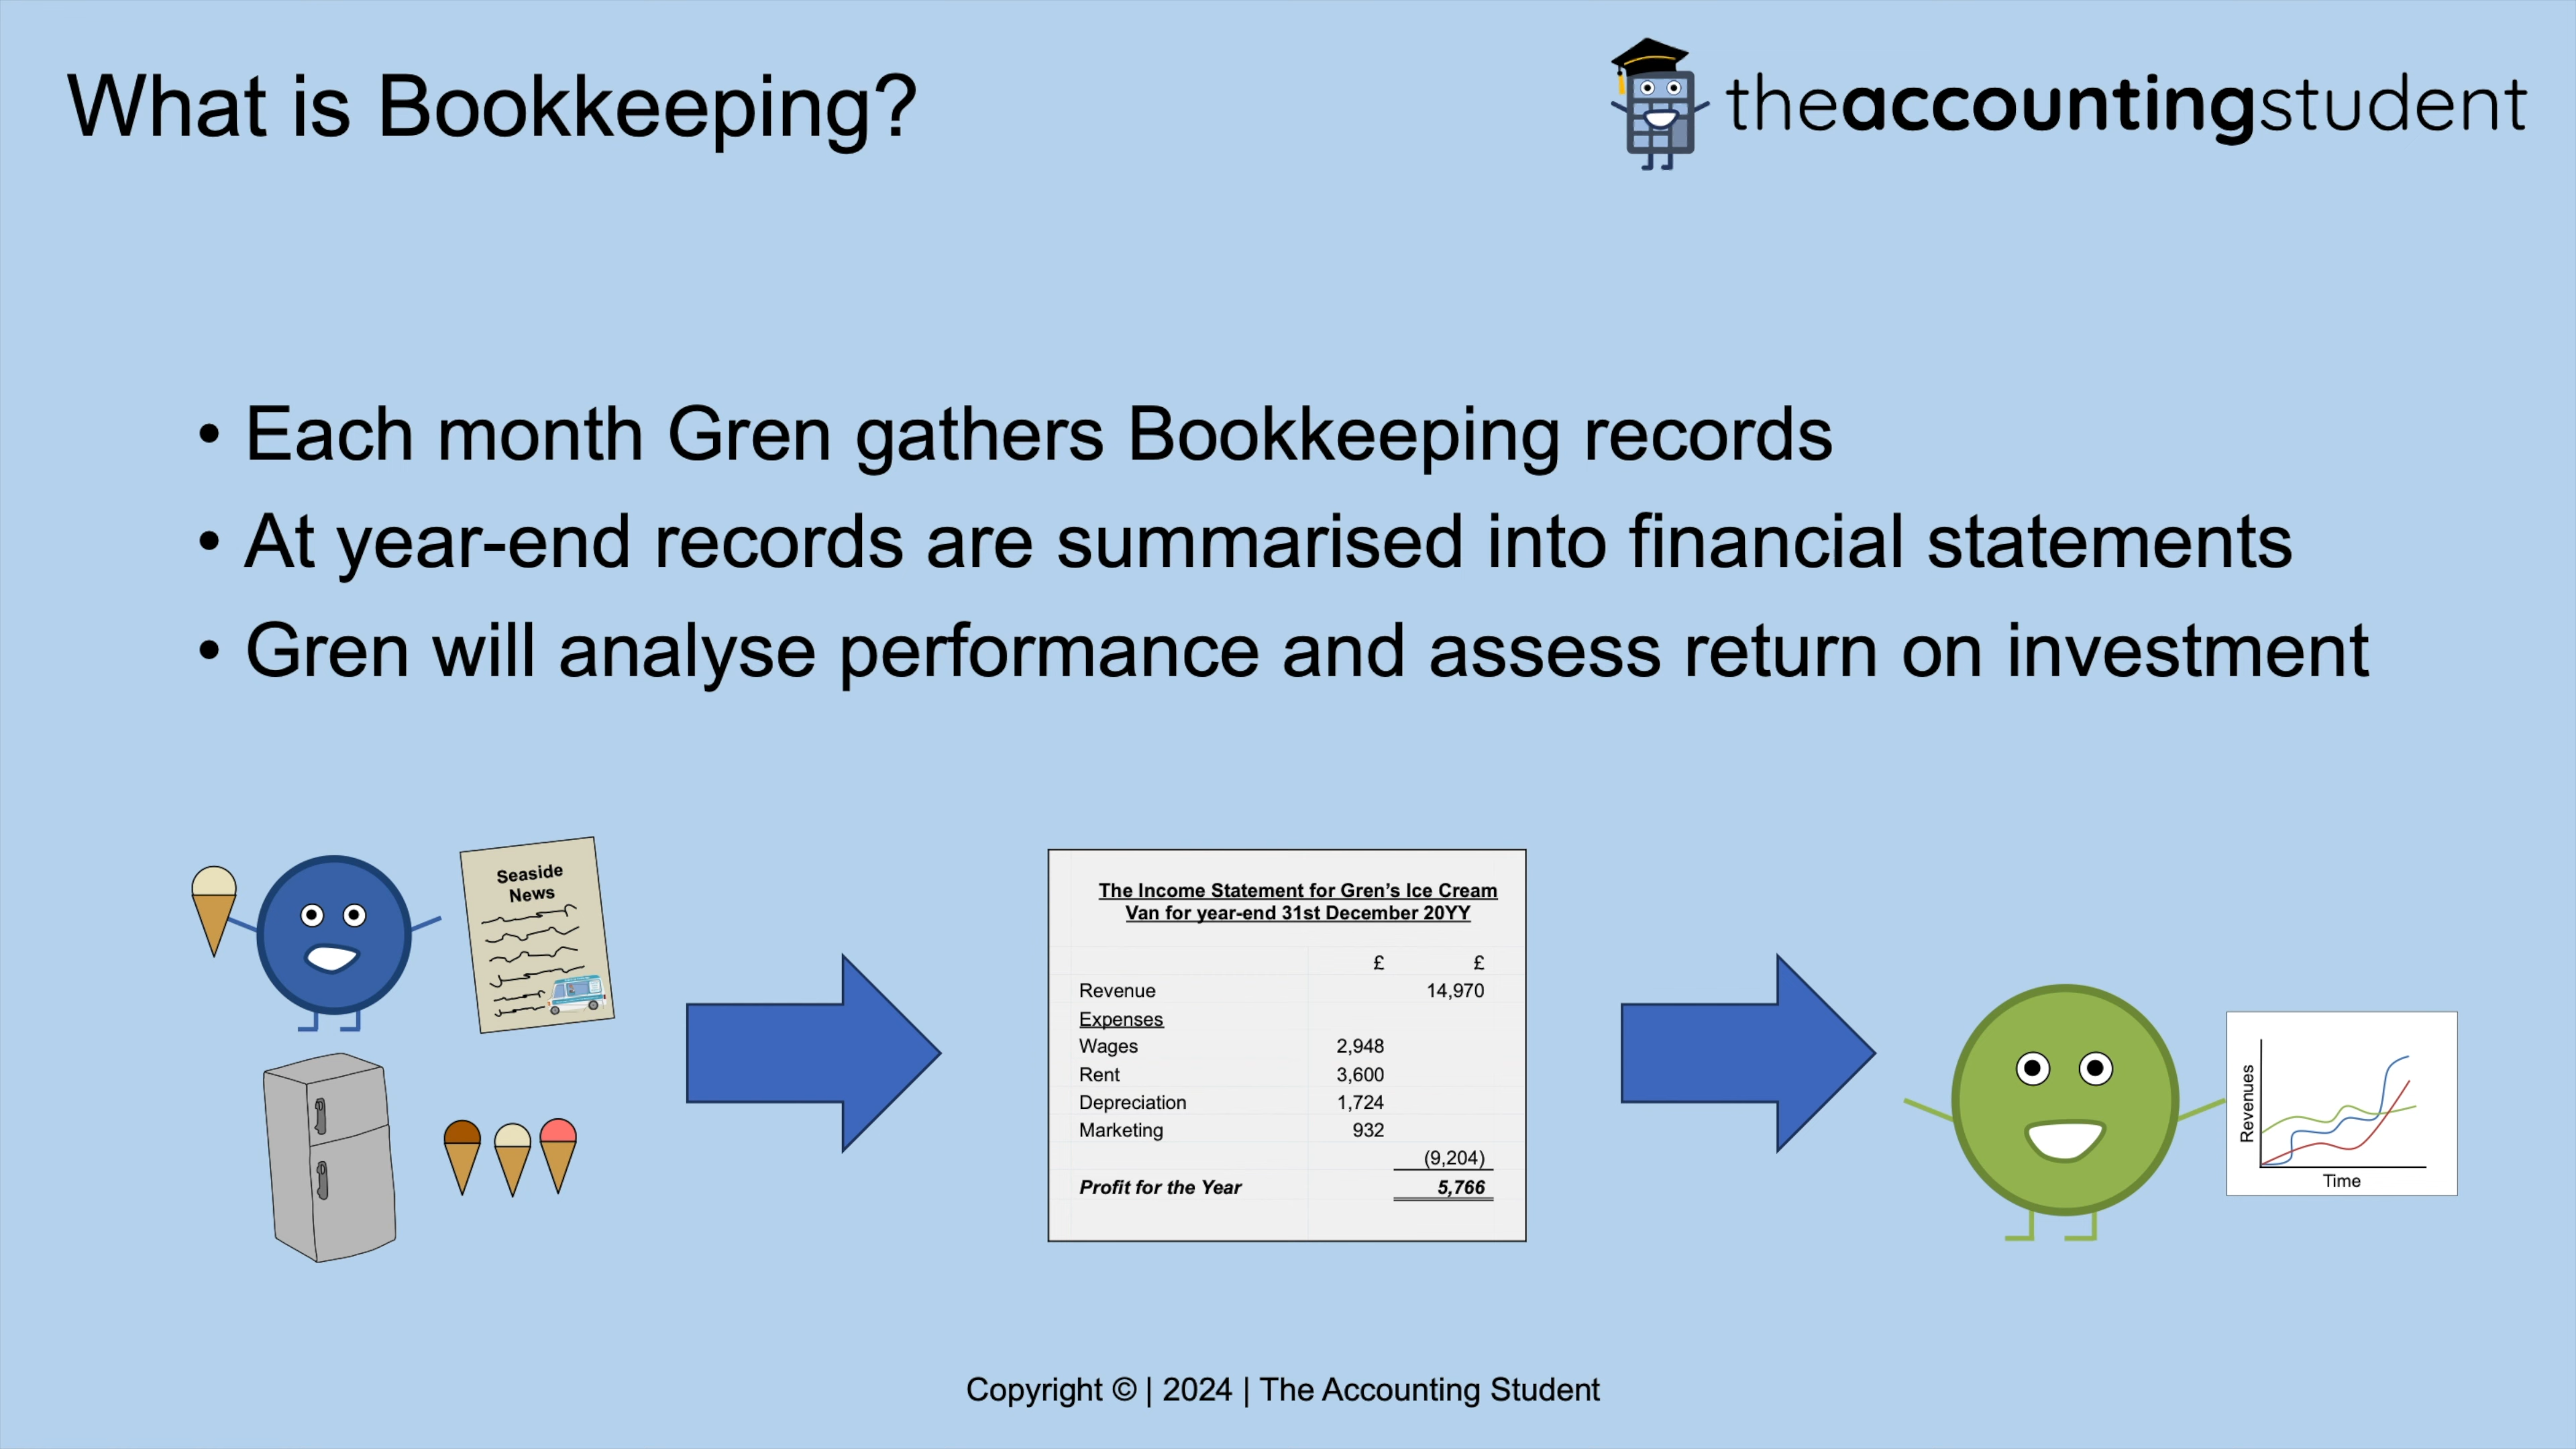 What is Bookkeeping?
theaccountingstudent
• Each month Gren gathers Bookkeeping records
• At year-end records are summarised into financial statements
• Gren will analyse performance and assess return on investment
Seaside
News
The Income Statement for Gren's Ice Cream
Van for year-end 31st December 20YY
£ £
Revenue 14,970
Expenses
Wages 2,948
Rent 3,600
Depreciation 1,724
Marketing 932
(9,204)
Profit for the Year 5,766
Revenues
Time
Copyright © | 2024 | The Accounting Student